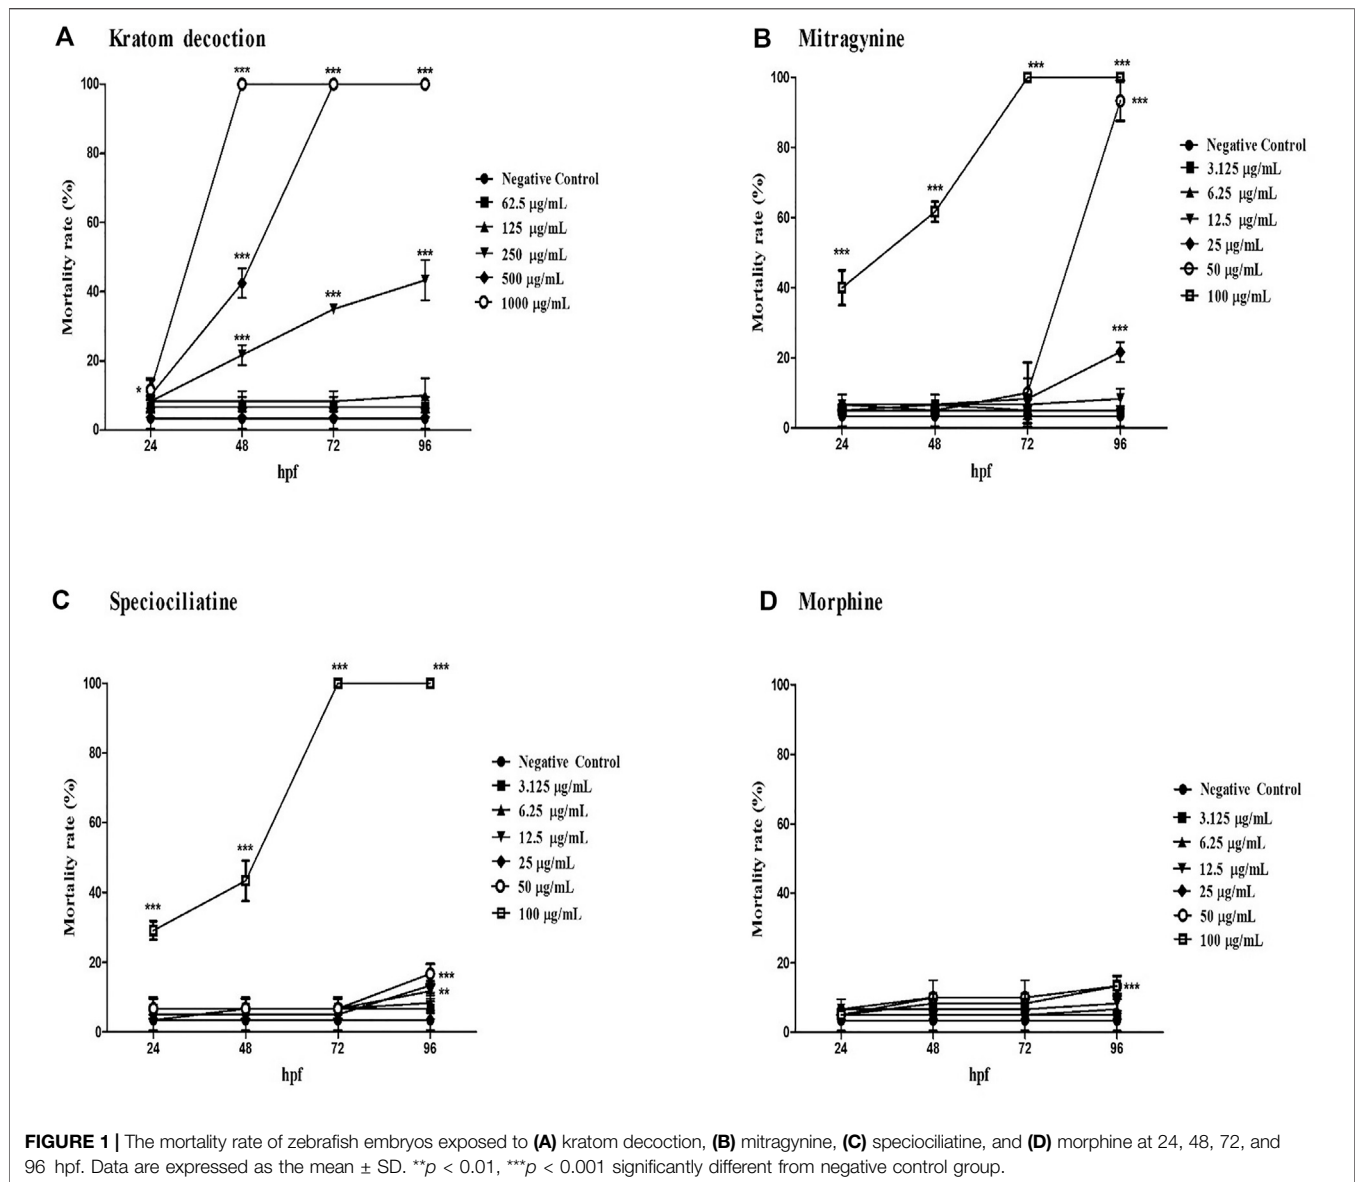 A Kratom decoction
***
***
***
100
80
***
60
***
***
40
***
20
*
0
24
48
72
96
Mortality rate (%)
hpf
Negative Control
62.5 µg/mL
125 µg/mL
250 µg/mL
500 µg/mL
1000 µg/mL
B Mitragynine
***
***
100
***
80
***
60
***
40
***
20
0
24
48
72
96
Mortality rate (%)
hpf
Negative Control
3.125 µg/mL
6.25 µg/mL
12.5 µg/mL
25 µg/mL
50 µg/mL
100 µg/mL
C Speciociliatine
***
***
100
80
60
***
40
***
20
***
**
0
24
48
72
96
Mortality rate (%)
hpf
Negative Control
3.125 µg/mL
6.25 µg/mL
12.5 µg/mL
25 µg/mL
50 µg/mL
100 µg/mL
D Morphine
100
80
60
40
20
***
0
24
48
72
96
Mortality rate (%)
hpf
Negative Control
3.125 µg/mL
6.25 µg/mL
12.5 µg/mL
25 µg/mL
50 µg/mL
100 µg/mL
FIGURE 1 | The mortality rate of zebrafish embryos exposed to (A) kratom decoction, (B) mitragynine, (C) speciociliatine, and (D) morphine at 24, 48, 72, and
96 hpf. Data are expressed as the mean ± SD. **p < 0.01, ***p < 0.001 significantly different from negative control group.